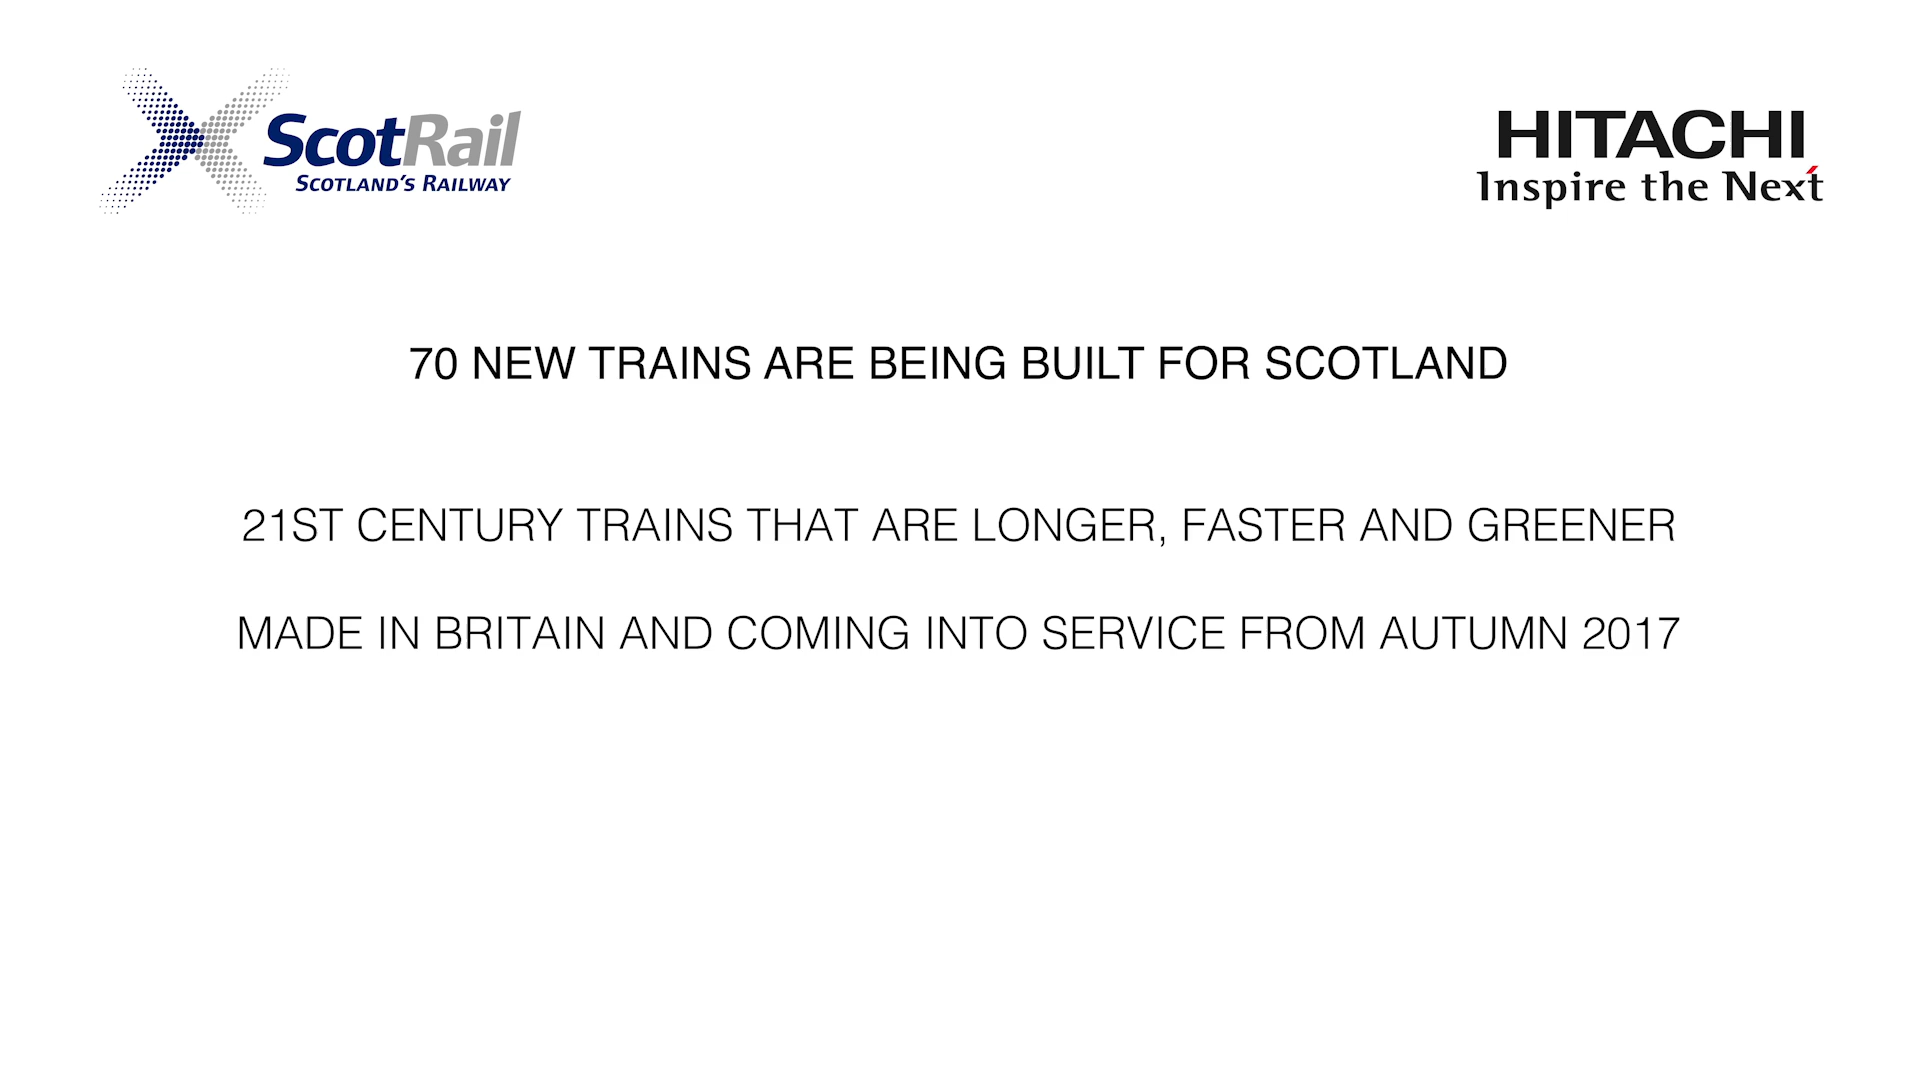 ScotRail
SCOTLAND'S RAILWAY
HITACHI
Inspire the Next
70 NEW TRAINS ARE BEING BUILT FOR SCOTLAND
21ST CENTURY TRAINS THAT ARE LONGER, FASTER AND GREENER
MADE IN BRITAIN AND COMING INTO SERVICE FROM AUTUMN 2017